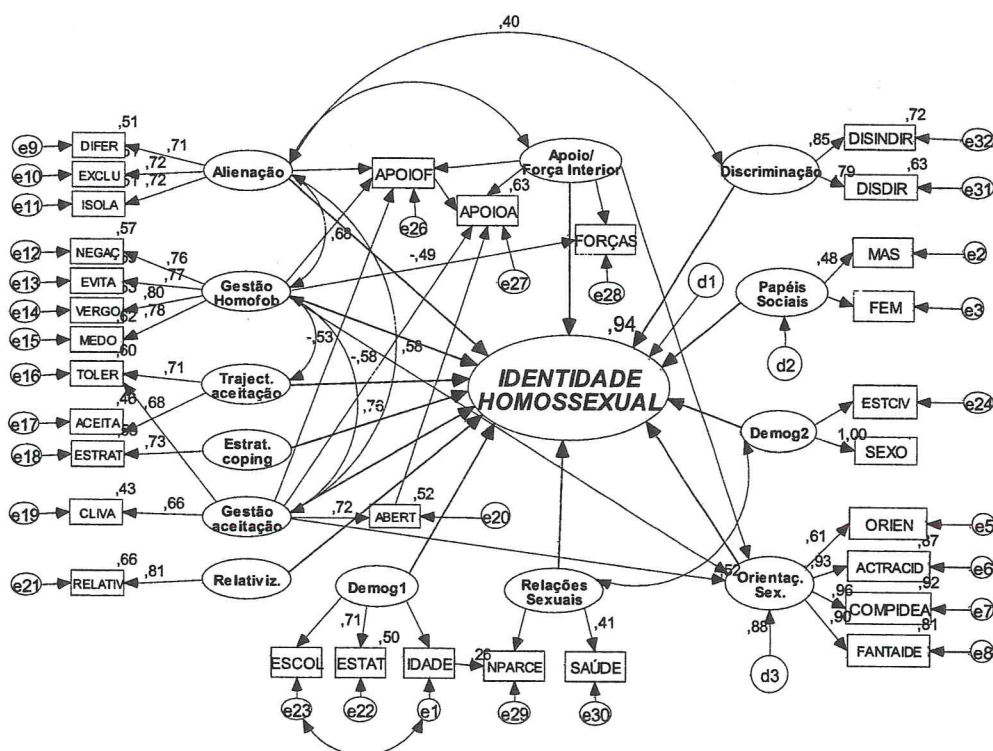 ,40
,51
e9
DIFER
,71
e10
EXCLU
,72
e11
ISOLA
,72
Alienação
APOIOF
e26
Apoio/
Força Interior
,63
APOIOA
e27
FORÇAS
e28
Discriminação
,85
DISINDIR
,72
e32
,79
DISDIR
,63
e31
,57
e12
NEGAÇ
,76
e13
EVITA
,77
e14
VERGO
,80
e15
MEDO
,78
,62
Gestão
Homofob
,68
-,49
d1
Papéis
Sociais
d2
,48
MAS
e2
FEM
e3
,60
e16
TOLER
,71
e17
ACEITA
,46
,68
Traject.
aceitação
-,53
-,58
,58
,94
IDENTIDADE
HOMOSSEXUAL
,76
e18
ESTRAT
,73
Estrat.
coping
Demog2
ESTCIV
e24
1,00
SEXO
,43
e19
CLIVA
,66
Gestão
aceitação
,72
ABERT
,52
e20
,66
e21
RELATIV
,81
Relativiz.
Demog1
Relações
Sexuais
,52
Orientaç.
Sex.
,88
d3
,61
ORIEN
e5
,93
ACTRACID
,87
e6
,96
COMPIDEA
,92
e7
,90
FANTAIDE
,81
e8
,71
,50
,41
ESCOL
ESTAT
IDADE
,26
NPARCE
SAÚDE
e23
e22
e1
e29
e30